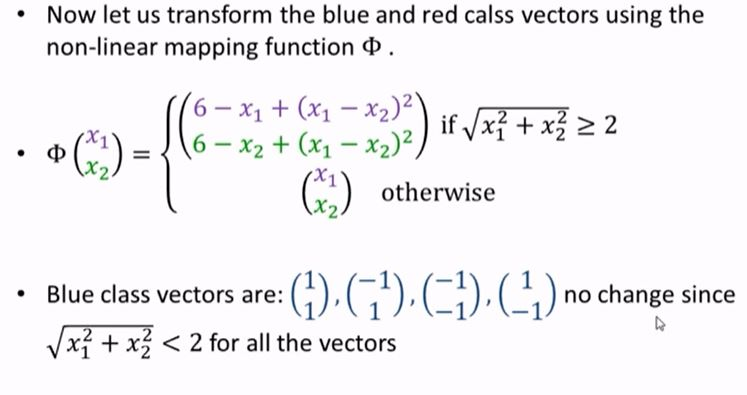 • Now let us transform the blue and red calss vectors using the
non-linear mapping function Φ .
(6 − x₁ + (x₁ − x₂)²
6 − x₂ + (x₁ − x₂)²) if √x₁² + x₂² ≥ 2
• Φ(x₁ x₂) = {
(x₁ x₂) otherwise
• Blue class vectors are: (1 1), (−1 1), (−1 −1), (1 −1) no change since
√x₁² + x₂² < 2 for all the vectors